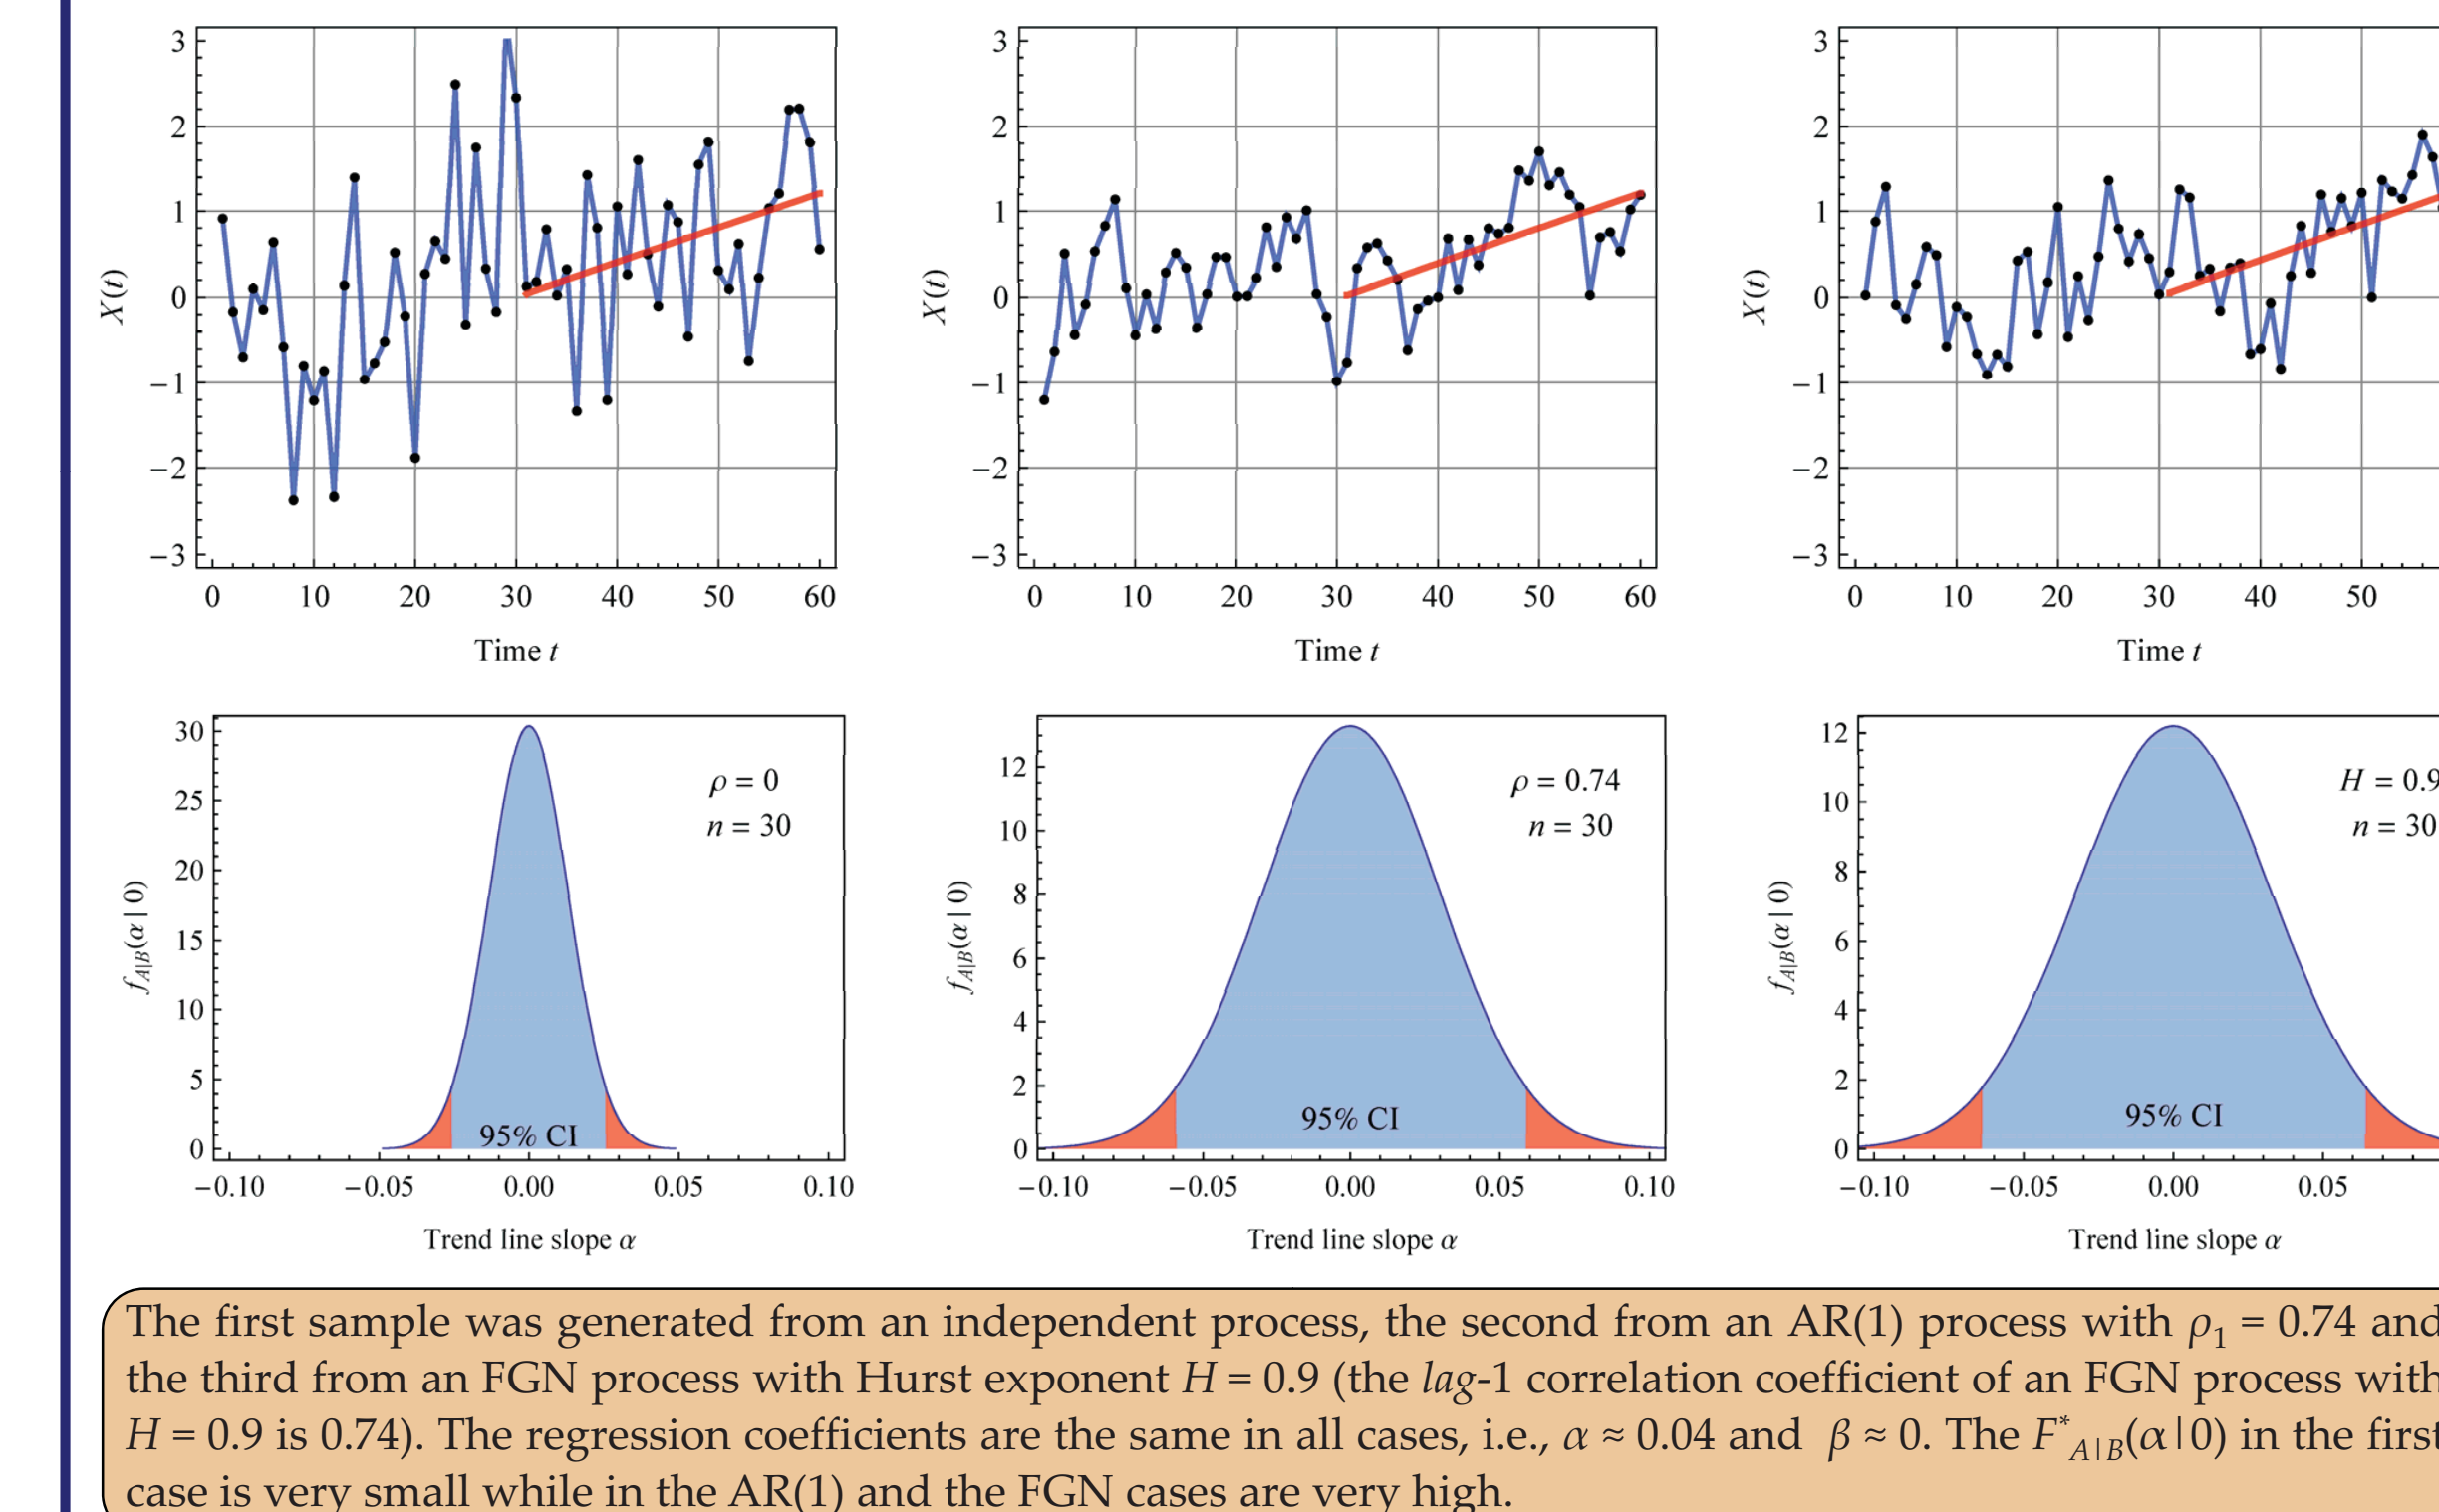 3
2
1
0
−1
−2
−3
X(t)
0 10 20 30 40 50 60
Time t
3
2
1
0
−1
−2
−3
X(t)
0 10 20 30 40 50 60
Time t
3
2
1
0
−1
−2
−3
X(t)
0 10 20 30 40 50
Time t
30
25
20
15
10
5
0
f_A|B(α | 0)
ρ = 0
n = 30
95% CI
−0.10 −0.05 0.00 0.05 0.10
Trend line slope α
12
10
8
6
4
2
0
f_A|B(α | 0)
ρ = 0.74
n = 30
95% CI
−0.10 −0.05 0.00 0.05 0.10
Trend line slope α
12
10
8
6
4
2
0
f_A|B(α | 0)
H = 0.9
n = 30
95% CI
−0.10 −0.05 0.00 0.05
Trend line slope α
The first sample was generated from an independent process, the second from an AR(1) process with ρ₁ = 0.74 and
the third from an FGN process with Hurst exponent H = 0.9 (the lag-1 correlation coefficient of an FGN process with
H = 0.9 is 0.74). The regression coefficients are the same in all cases, i.e., α ≈ 0.04 and β ≈ 0. The F*_A|B(α|0) in the first
case is very small while in the AR(1) and the FGN cases are very high.